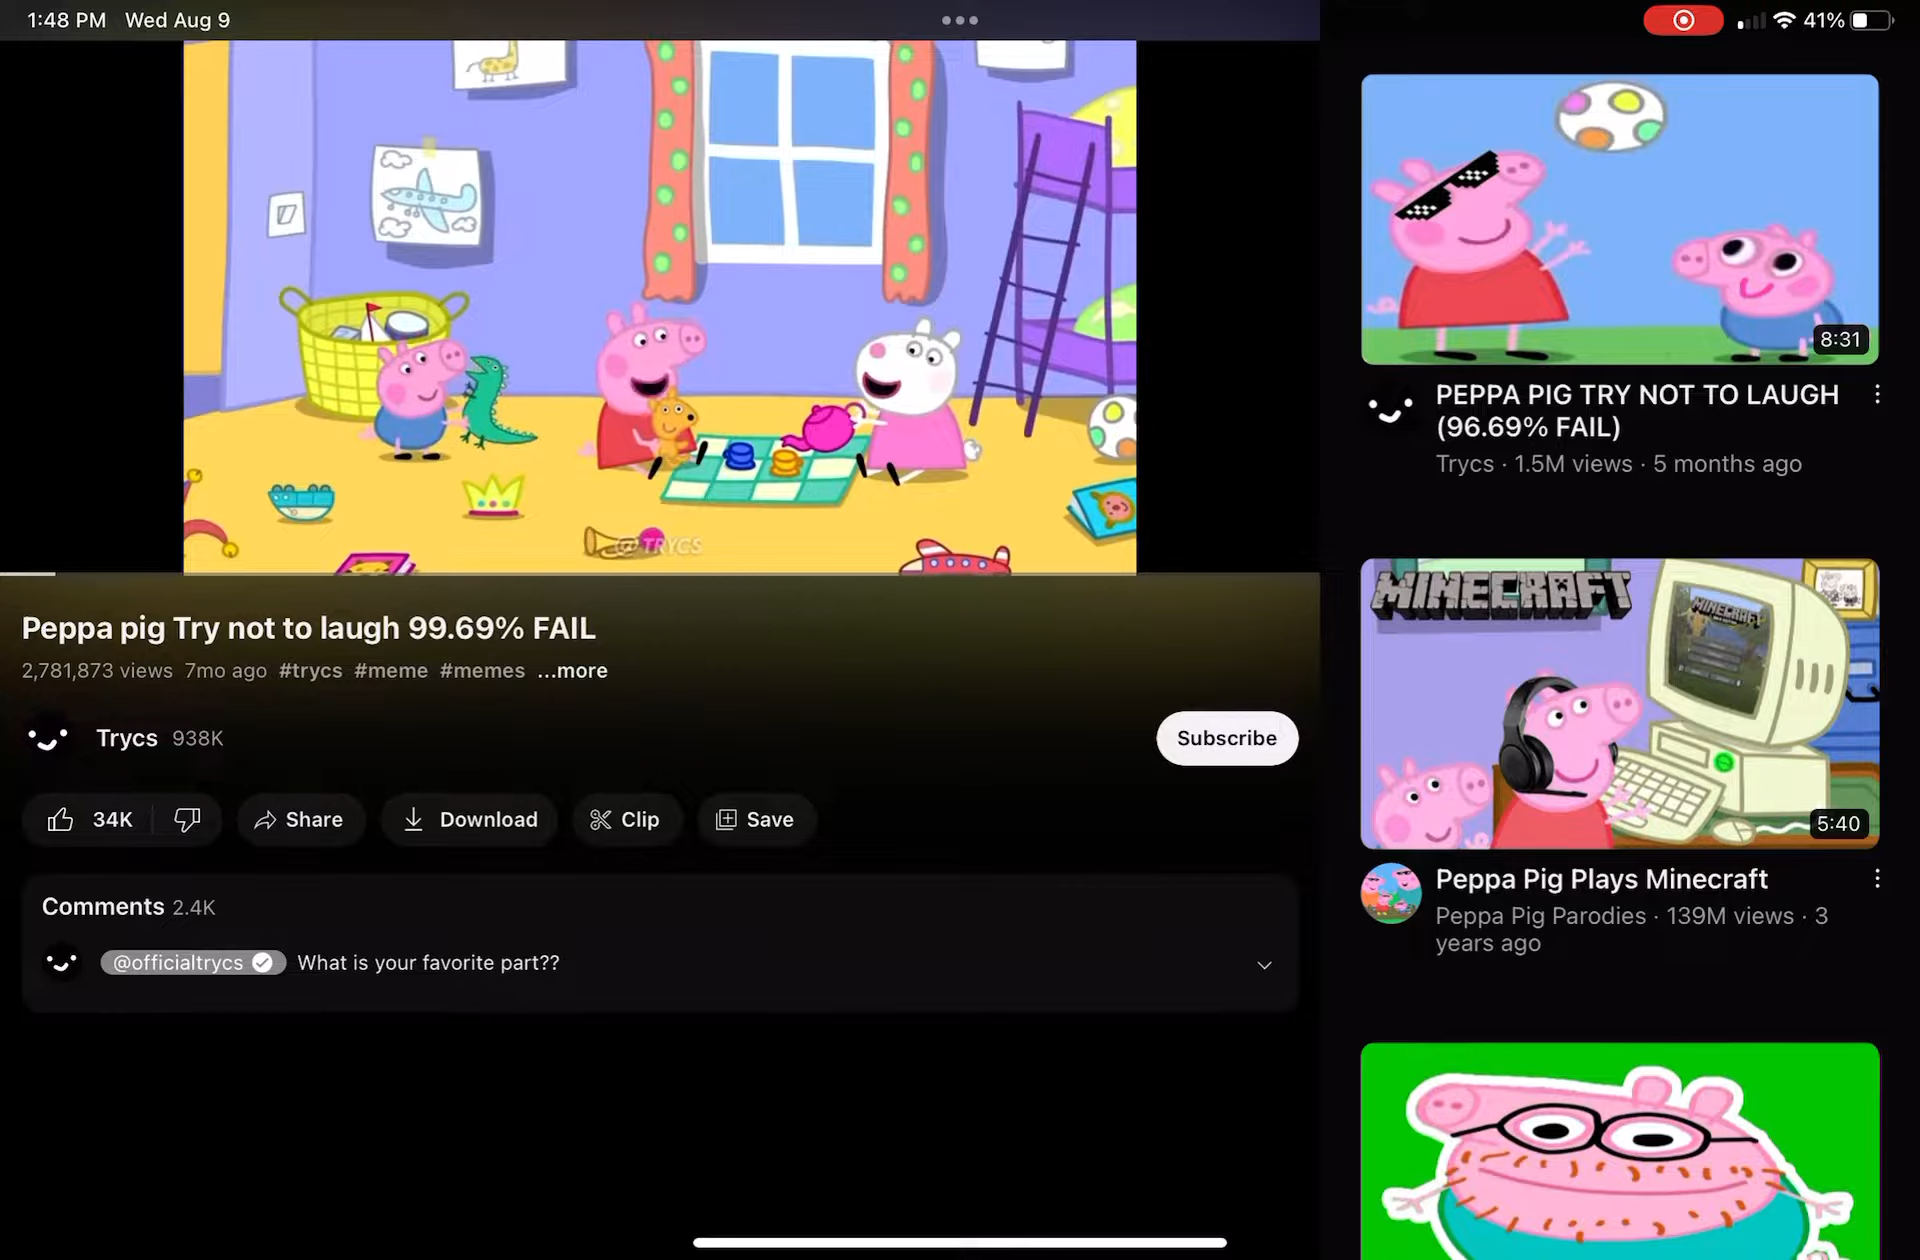 1:48 PM Wed Aug 9
41%
@TRYCS
Peppa pig Try not to laugh 99.69% FAIL
2,781,873 views 7mo ago #trycs #meme #memes ...more
Trycs 938K
Subscribe
34K
Share
Download
Clip
Save
Comments 2.4K
@officialtrycs What is your favorite part??
8:31
PEPPA PIG TRY NOT TO LAUGH
(96.69% FAIL)
Trycs · 1.5M views · 5 months ago
MINECRAFT
MINECRAFT
5:40
Peppa Pig Plays Minecraft
Peppa Pig Parodies · 139M views · 3
years ago